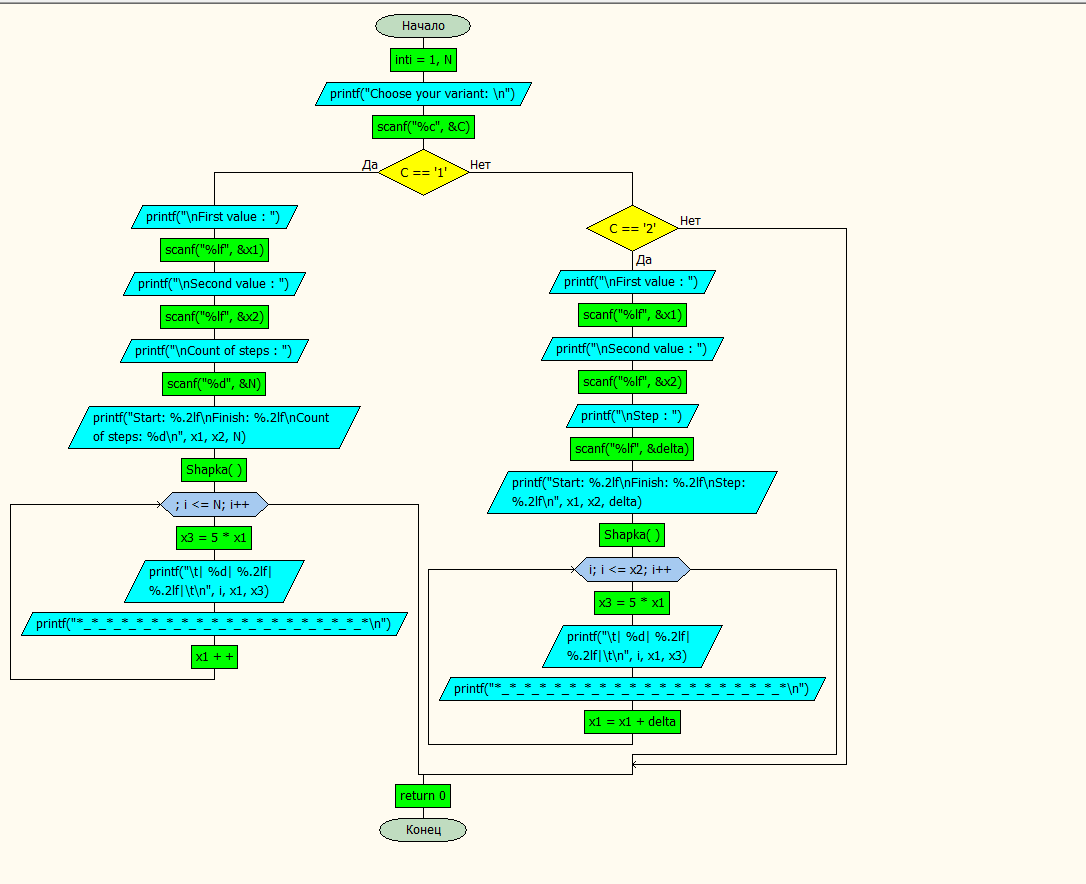 Начало
inti = 1, N
printf("Choose your variant: \n")
scanf("%c", &C)
Да
C == '1'
Нет
printf("\nFirst value : ")
scanf("%lf", &x1)
printf("\nSecond value : ")
scanf("%lf", &x2)
printf("\nCount of steps : ")
scanf("%d", &N)
printf("Start: %.2lf\nFinish: %.2lf\nCount
of steps: %d\n", x1, x2, N)
Shapka( )
; i <= N; i++
x3 = 5 * x1
printf("\t| %d| %.2lf|
%.2lf|\t\n", i, x1, x3)
printf("*_*_*_*_*_*_*_*_*_*_*_*_*_*_*_*_*_*_*_*\n")
x1 + +
C == '2'
Нет
Да
printf("\nFirst value : ")
scanf("%lf", &x1)
printf("\nSecond value : ")
scanf("%lf", &x2)
printf("\nStep : ")
scanf("%lf", &delta)
printf("Start: %.2lf\nFinish: %.2lf\nStep:
%.2lf\n", x1, x2, delta)
Shapka( )
i; i <= x2; i++
x3 = 5 * x1
printf("\t| %d| %.2lf|
%.2lf|\t\n", i, x1, x3)
printf("*_*_*_*_*_*_*_*_*_*_*_*_*_*_*_*_*_*_*_*\n")
x1 = x1 + delta
return 0
Конец